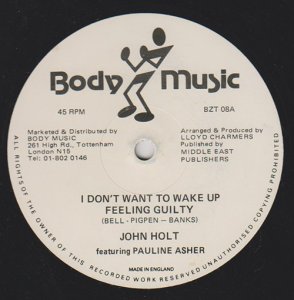 Body Music
45 RPM
BZT 08A
Marketed & Distributed by
BODY MUSIC
261 High Rd., Tottenham
London N15
Tel: 01-802 0146
Arranged & Produced by
LLOYD CHARMERS
Published by
MIDDLE EAST
PUBLISHERS
I DON'T WANT TO WAKE UP
FEELING GUILTY
(BELL - PIGPEN - BANKS)
JOHN HOLT
featuring PAULINE ASHER
MADE IN ENGLAND
ALL RIGHTS OF THE OWNER OF THIS RECORDED WORK RESERVED UNAUTHORISED COPYING PROHIBITED